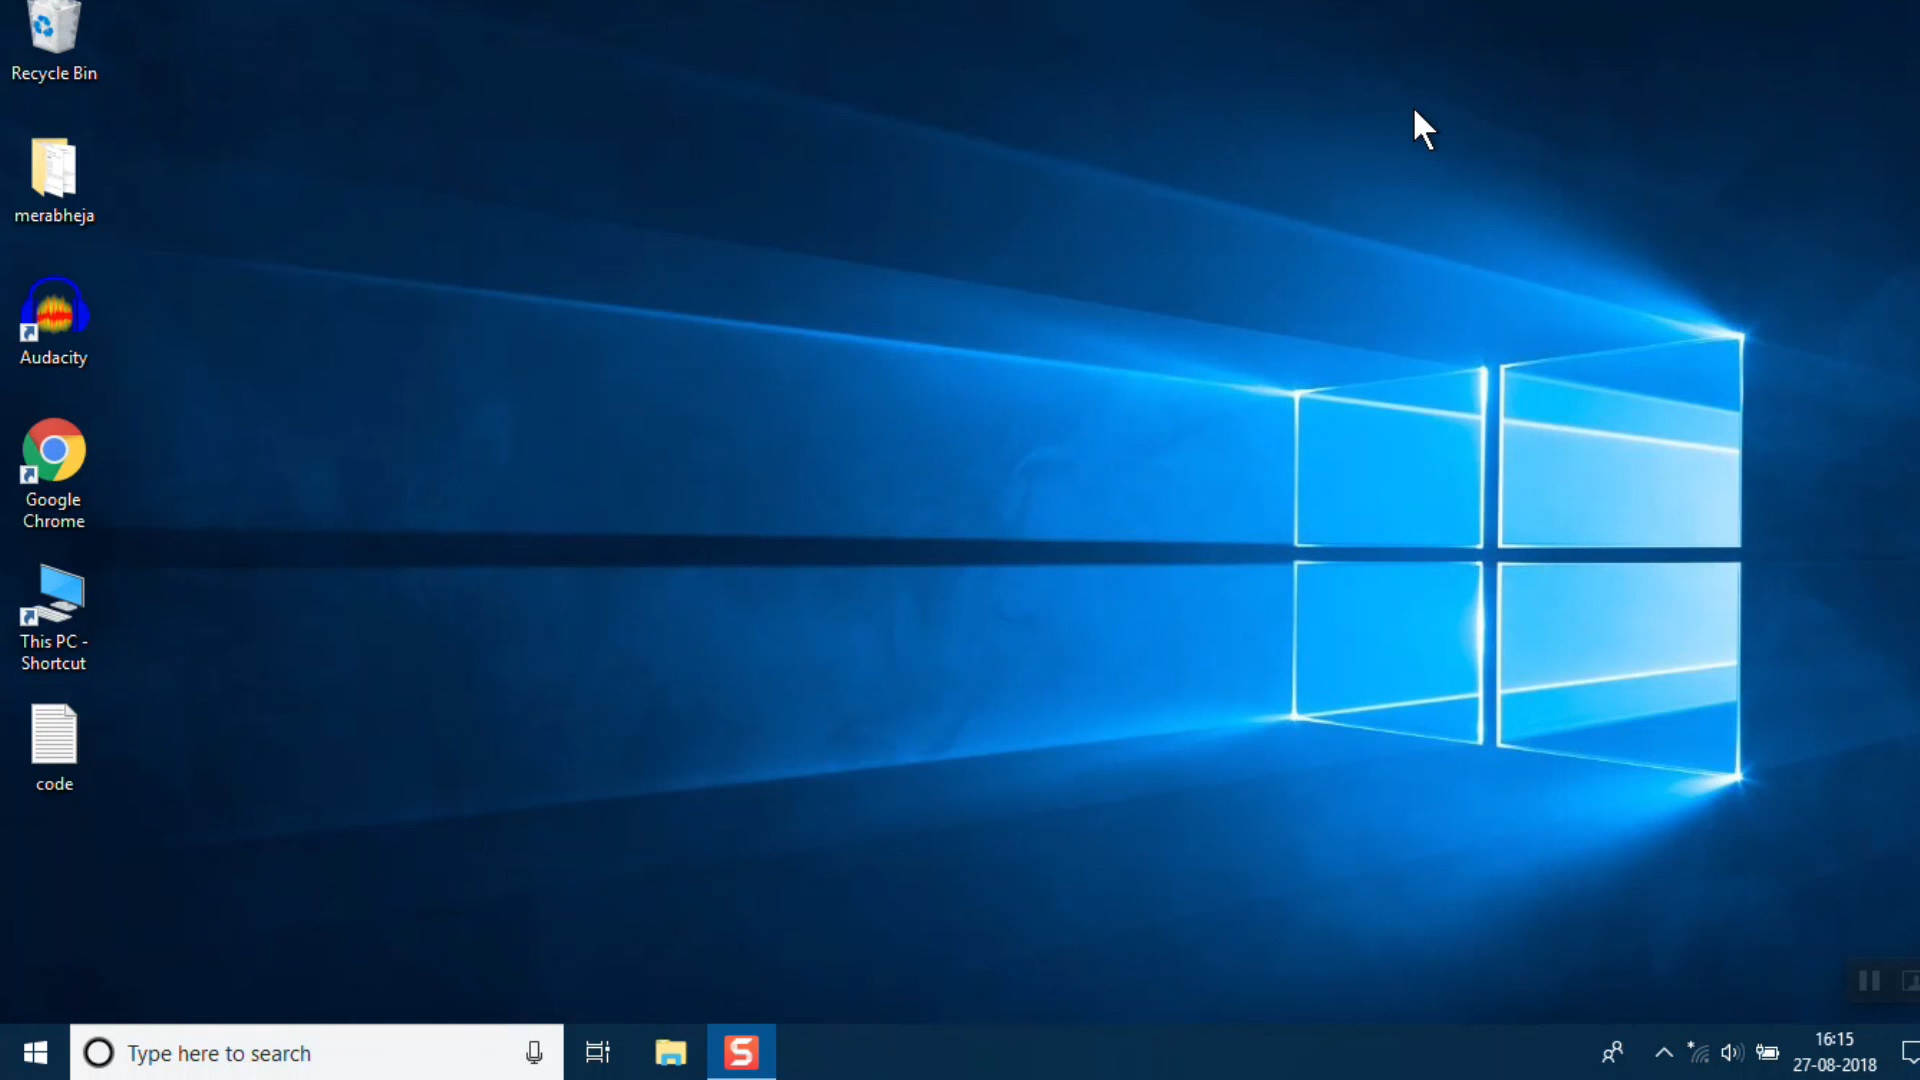 Recycle Bin
merabheja
Audacity
Google
Chrome
This PC -
Shortcut
code
Type here to search
S
16:15
27-08-2018